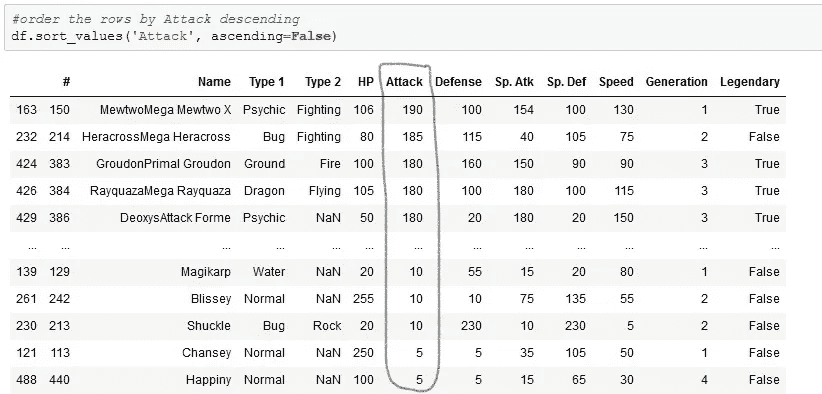 #order the rows by Attack descending
df.sort_values('Attack', ascending=False)
# Name Type 1 Type 2 HP Attack Defense Sp. Atk Sp. Def Speed Generation Legendary
163 150 MewtwoMega Mewtwo X Psychic Fighting 106 190 100 154 100 130 1 True
232 214 HeracrossMega Heracross Bug Fighting 80 185 115 40 105 75 2 False
424 383 GroudonPrimal Groudon Ground Fire 100 180 160 150 90 90 3 True
426 384 RayquazaMega Rayquaza Dragon Flying 105 180 100 180 100 115 3 True
429 386 DeoxysAttack Forme Psychic NaN 50 180 20 180 20 150 3 True
... ... ... ... ... ... ... ... ... ... ... ... ...
139 129 Magikarp Water NaN 20 10 55 15 20 80 1 False
261 242 Blissey Normal NaN 255 10 10 75 135 55 2 False
230 213 Shuckle Bug Rock 20 10 230 10 230 5 2 False
121 113 Chansey Normal NaN 250 5 5 35 105 50 1 False
488 440 Happiny Normal NaN 100 5 5 15 65 30 4 False